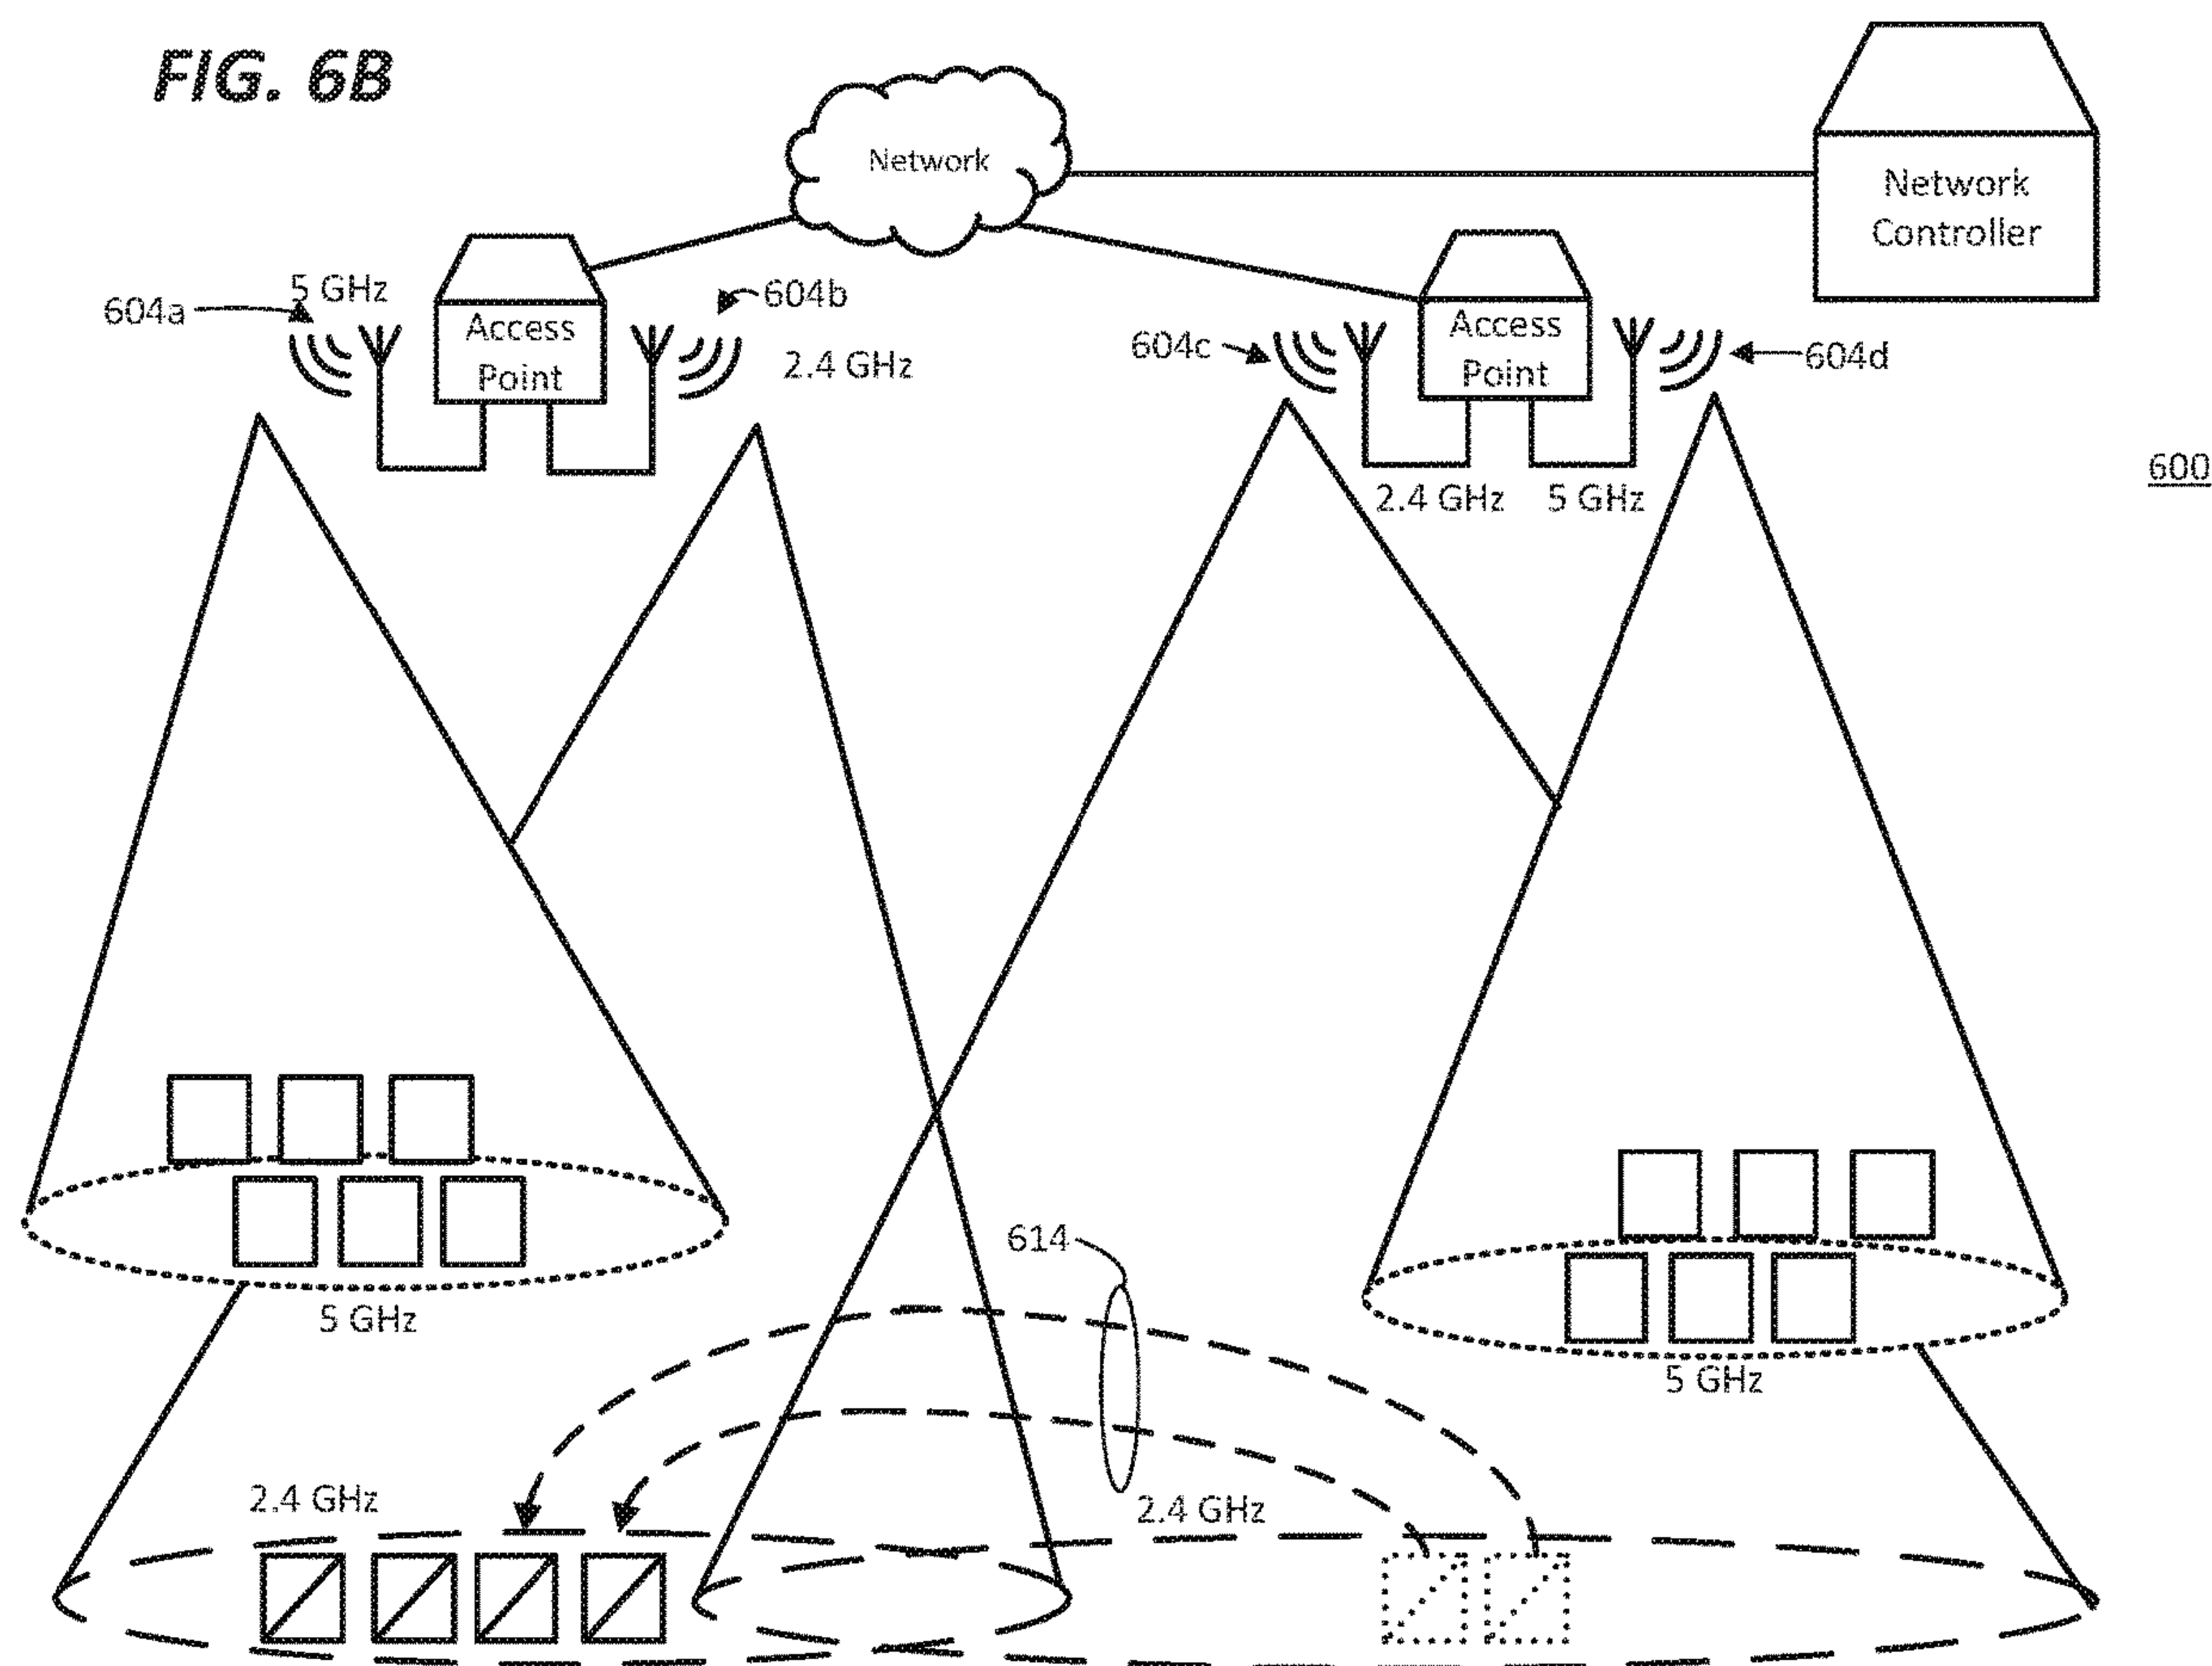 FIG. 6B
Network
Network
Controller
5 GHz
604a
Access
Point
604b
2.4 GHz
604c
Access
Point
604d
2.4 GHz
5 GHz
600
614
5 GHz
5 GHz
2.4 GHz
2.4 GHz